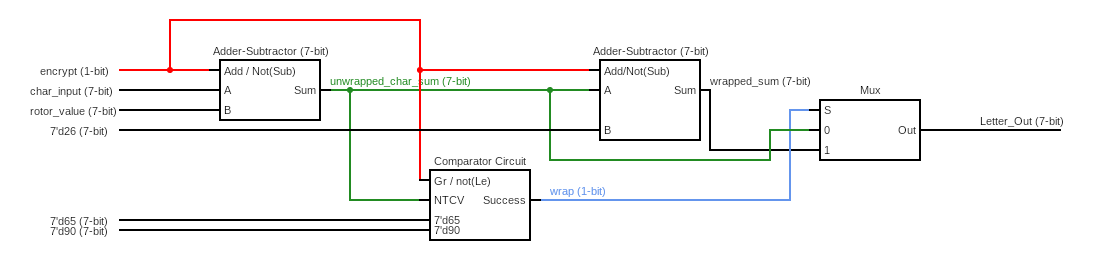 Adder-Subtractor (7-bit)
Adder-Subtractor (7-bit)
encrypt (1-bit)
Add / Not(Sub)
Add/Not(Sub)
char_input (7-bit)
A
Sum
unwrapped_char_sum (7-bit)
A
Sum
wrapped_sum (7-bit)
Mux
rotor_value (7-bit)
B
S
7'd26 (7-bit)
B
0
Out
Letter_Out (7-bit)
1
Comparator Circuit
Gr / not(Le)
NTCV
Success
wrap (1-bit)
7'd65 (7-bit)
7'd65
7'd90 (7-bit)
7'd90